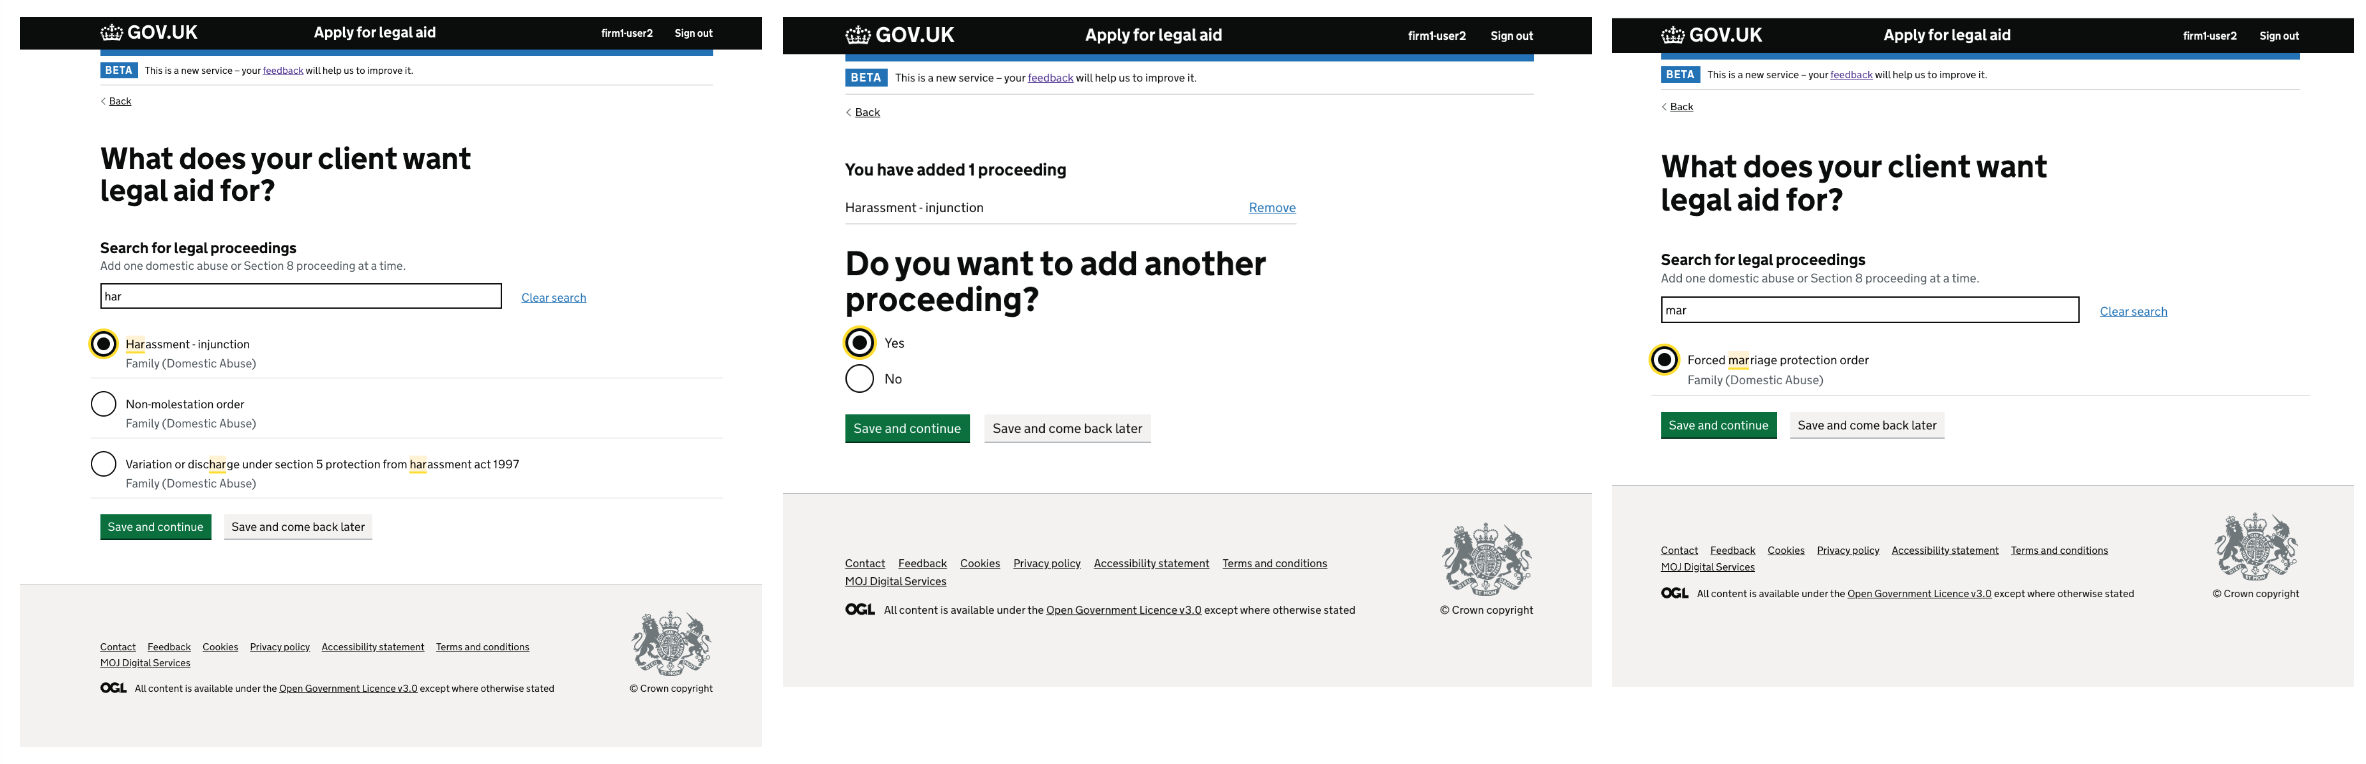 GOV.UK
Apply for legal aid
firm1-user2 Sign out
BETA This is a new service – your feedback will help us to improve it.
Back
What does your client want
legal aid for?
Search for legal proceedings
Add one domestic abuse or Section 8 proceeding at a time.
har Clear search
Harassment - injunction
Family (Domestic Abuse)
Non-molestation order
Family (Domestic Abuse)
Variation or discharge under section 5 protection from harassment act 1997
Family (Domestic Abuse)
Save and continue Save and come back later
Contact Feedback Cookies Privacy policy Accessibility statement Terms and conditions
MOJ Digital Services
OGL All content is available under the Open Government Licence v3.0 except where otherwise stated
© Crown copyright
GOV.UK
Apply for legal aid
firm1-user2 Sign out
BETA This is a new service – your feedback will help us to improve it.
Back
You have added 1 proceeding
Harassment - injunction Remove
Do you want to add another
proceeding?
Yes
No
Save and continue Save and come back later
Contact Feedback Cookies Privacy policy Accessibility statement Terms and conditions
MOJ Digital Services
OGL All content is available under the Open Government Licence v3.0 except where otherwise stated
© Crown copyright
GOV.UK
Apply for legal aid
firm1-user2 Sign out
BETA This is a new service – your feedback will help us to improve it.
Back
What does your client want
legal aid for?
Search for legal proceedings
Add one domestic abuse or Section 8 proceeding at a time.
mar Clear search
Forced marriage protection order
Family (Domestic Abuse)
Save and continue Save and come back later
Contact Feedback Cookies Privacy policy Accessibility statement Terms and conditions
MOJ Digital Services
OGL All content is available under the Open Government Licence v3.0 except where otherwise stated
© Crown copyright